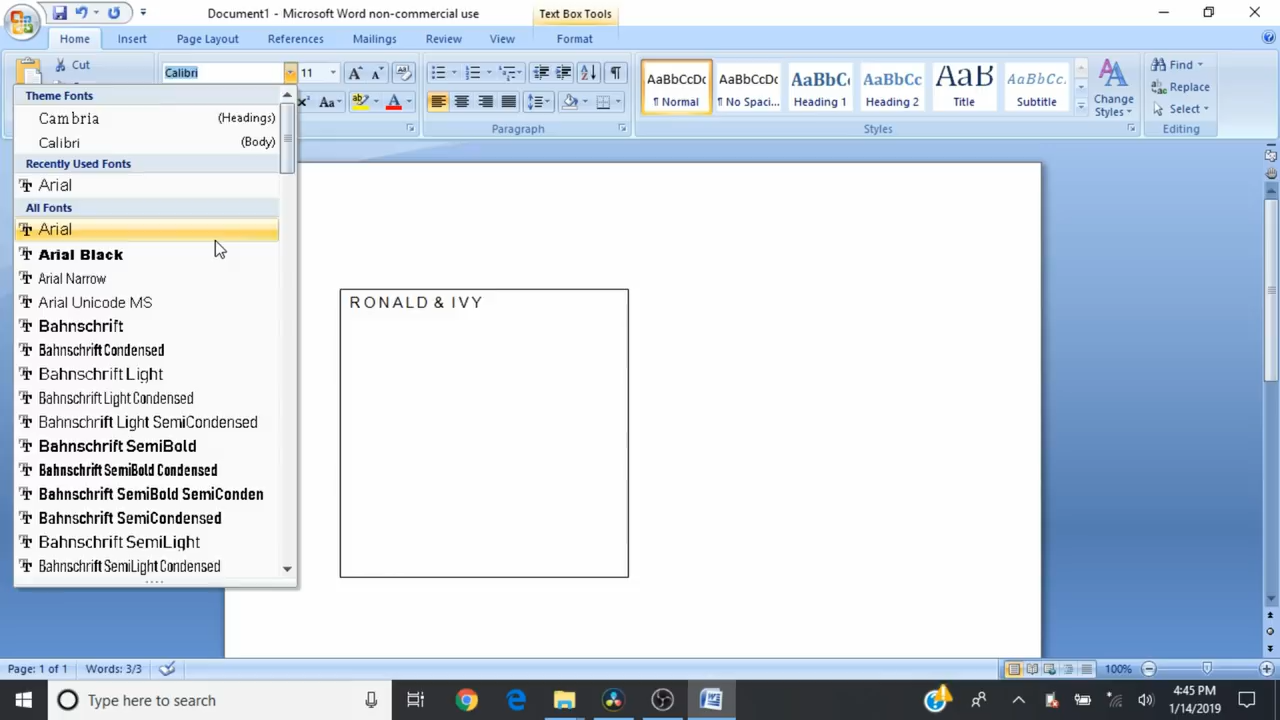 Document1 - Microsoft Word non-commercial use
Text Box Tools
Home Insert Page Layout References Mailings Review View Format
Cut
Calibri 11
Aa
Paragraph
AaBbCcDc AaBbCcDc AaBbC AaBbCc AaB AaBbCc.
¶ Normal ¶ No Spaci... Heading 1 Heading 2 Title Subtitle
Styles
Change Styles
Find
Replace
Select
Editing
Theme Fonts
Cambria (Headings)
Calibri (Body)
Recently Used Fonts
Arial
All Fonts
Arial
Arial Black
Arial Narrow
Arial Unicode MS
Bahnschrift
Bahnschrift Condensed
Bahnschrift Light
Bahnschrift Light Condensed
Bahnschrift Light SemiCondensed
Bahnschrift SemiBold
Bahnschrift SemiBold Condensed
Bahnschrift SemiBold SemiConden
Bahnschrift SemiCondensed
Bahnschrift SemiLight
Bahnschrift SemiLight Condensed
RONALD & IVY
Page: 1 of 1 Words: 3/3 100%
Type here to search
4:45 PM
1/14/2019